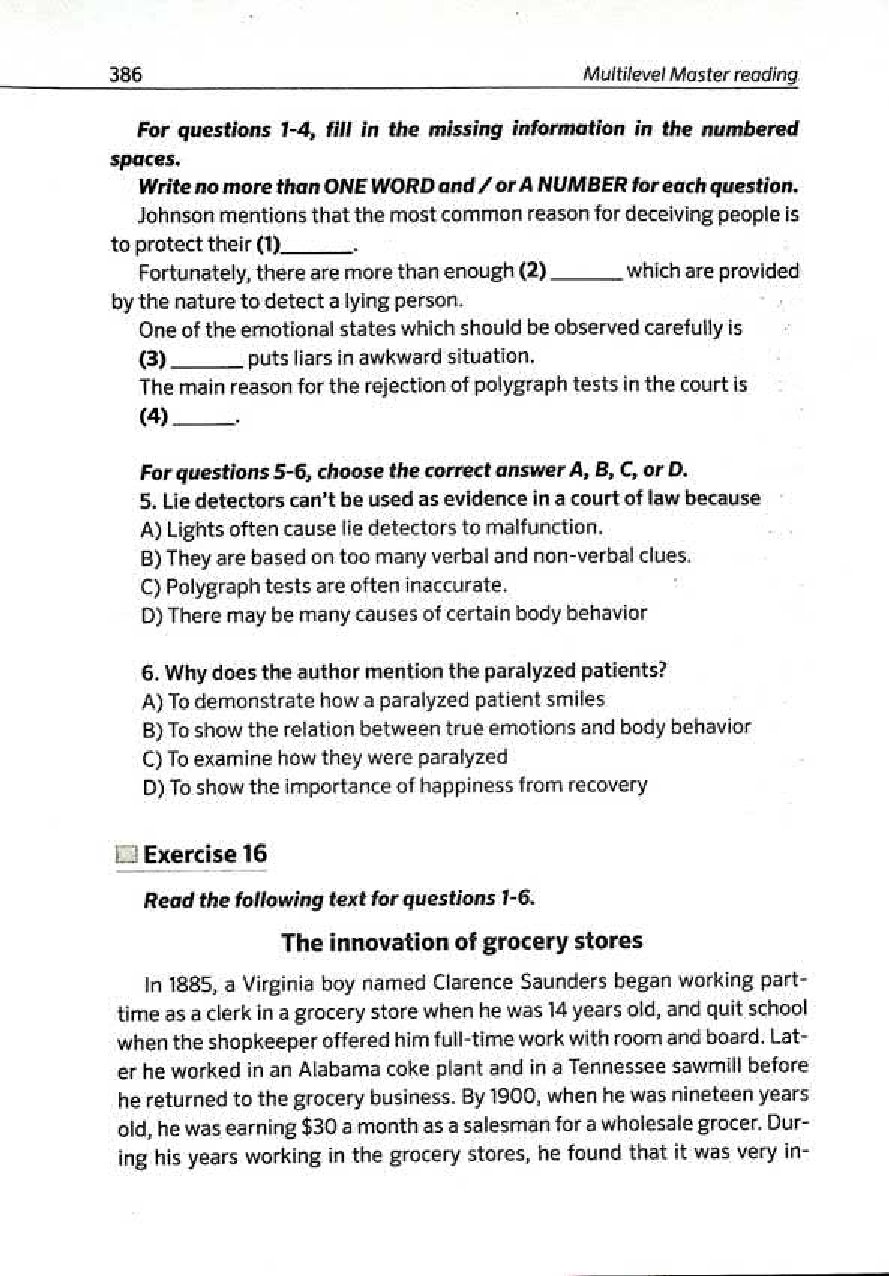 386
Multilevel Master reading
For questions 1-4, fill in the missing information in the numbered
spaces.
Write no more than ONE WORD and / or A NUMBER for each question.
Johnson mentions that the most common reason for deceiving people is
to protect their (1)_______.
Fortunately, there are more than enough (2) _______ which are provided
by the nature to detect a lying person.
One of the emotional states which should be observed carefully is
(3) _______ puts liars in awkward situation.
The main reason for the rejection of polygraph tests in the court is
(4) ______.
For questions 5-6, choose the correct answer A, B, C, or D.
5. Lie detectors can't be used as evidence in a court of law because
A) Lights often cause lie detectors to malfunction.
B) They are based on too many verbal and non-verbal clues.
C) Polygraph tests are often inaccurate.
D) There may be many causes of certain body behavior
6. Why does the author mention the paralyzed patients?
A) To demonstrate how a paralyzed patient smiles
B) To show the relation between true emotions and body behavior
C) To examine how they were paralyzed
D) To show the importance of happiness from recovery
Exercise 16
Read the following text for questions 1-6.
The innovation of grocery stores
In 1885, a Virginia boy named Clarence Saunders began working part-
time as a clerk in a grocery store when he was 14 years old, and quit school
when the shopkeeper offered him full-time work with room and board. Lat-
er he worked in an Alabama coke plant and in a Tennessee sawmill before
he returned to the grocery business. By 1900, when he was nineteen years
old, he was earning $30 a month as a salesman for a wholesale grocer. Dur-
ing his years working in the grocery stores, he found that it was very in-